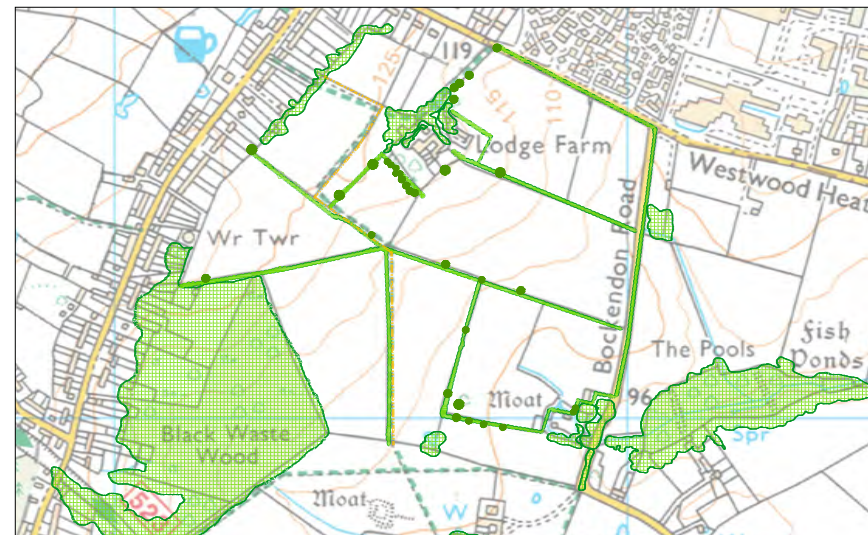 119
125
115
110
Lodge Farm
Westwood Heat
Bockendon Road
Wr Twr
The Pools
Fish
Ponds
Moat
96
Spr
Black Waste
Wood
152
Moat
W